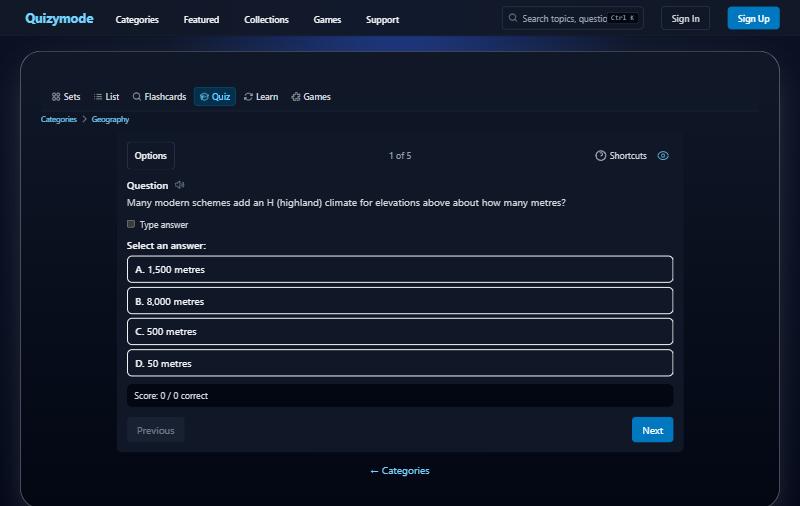 Quizymode
Categories Featured Collections Games Support
Search topics, questio Ctrl K
Sign In
Sign Up
Sets List Flashcards Quiz Learn Games
Categories > Geography
Options
1 of 5
Shortcuts
Question
Many modern schemes add an H (highland) climate for elevations above about how many metres?
Type answer
Select an answer:
A. 1,500 metres
B. 8,000 metres
C. 500 metres
D. 50 metres
Score: 0 / 0 correct
Previous
Next
← Categories